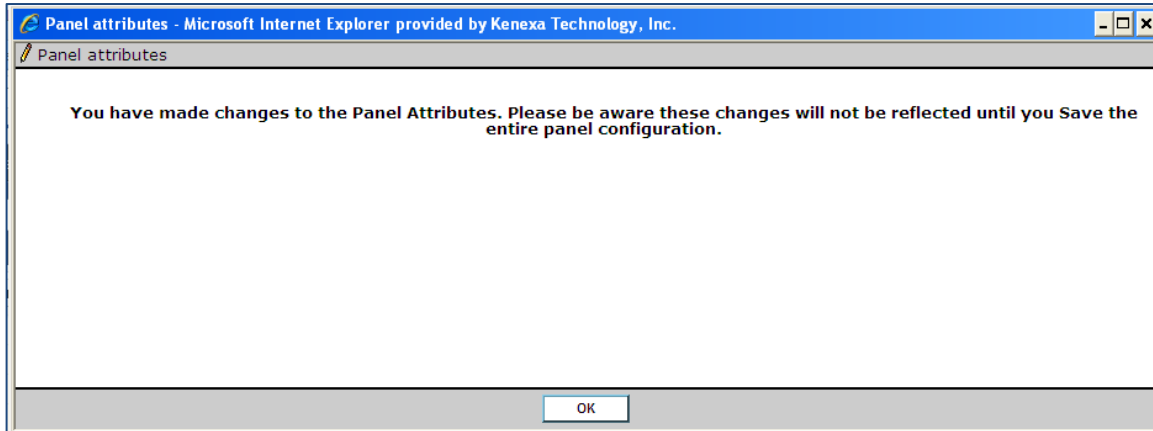 Panel attributes - Microsoft Internet Explorer provided by Kenexa Technology, Inc.
Panel attributes
You have made changes to the Panel Attributes. Please be aware these changes will not be reflected until you Save the
entire panel configuration.
OK